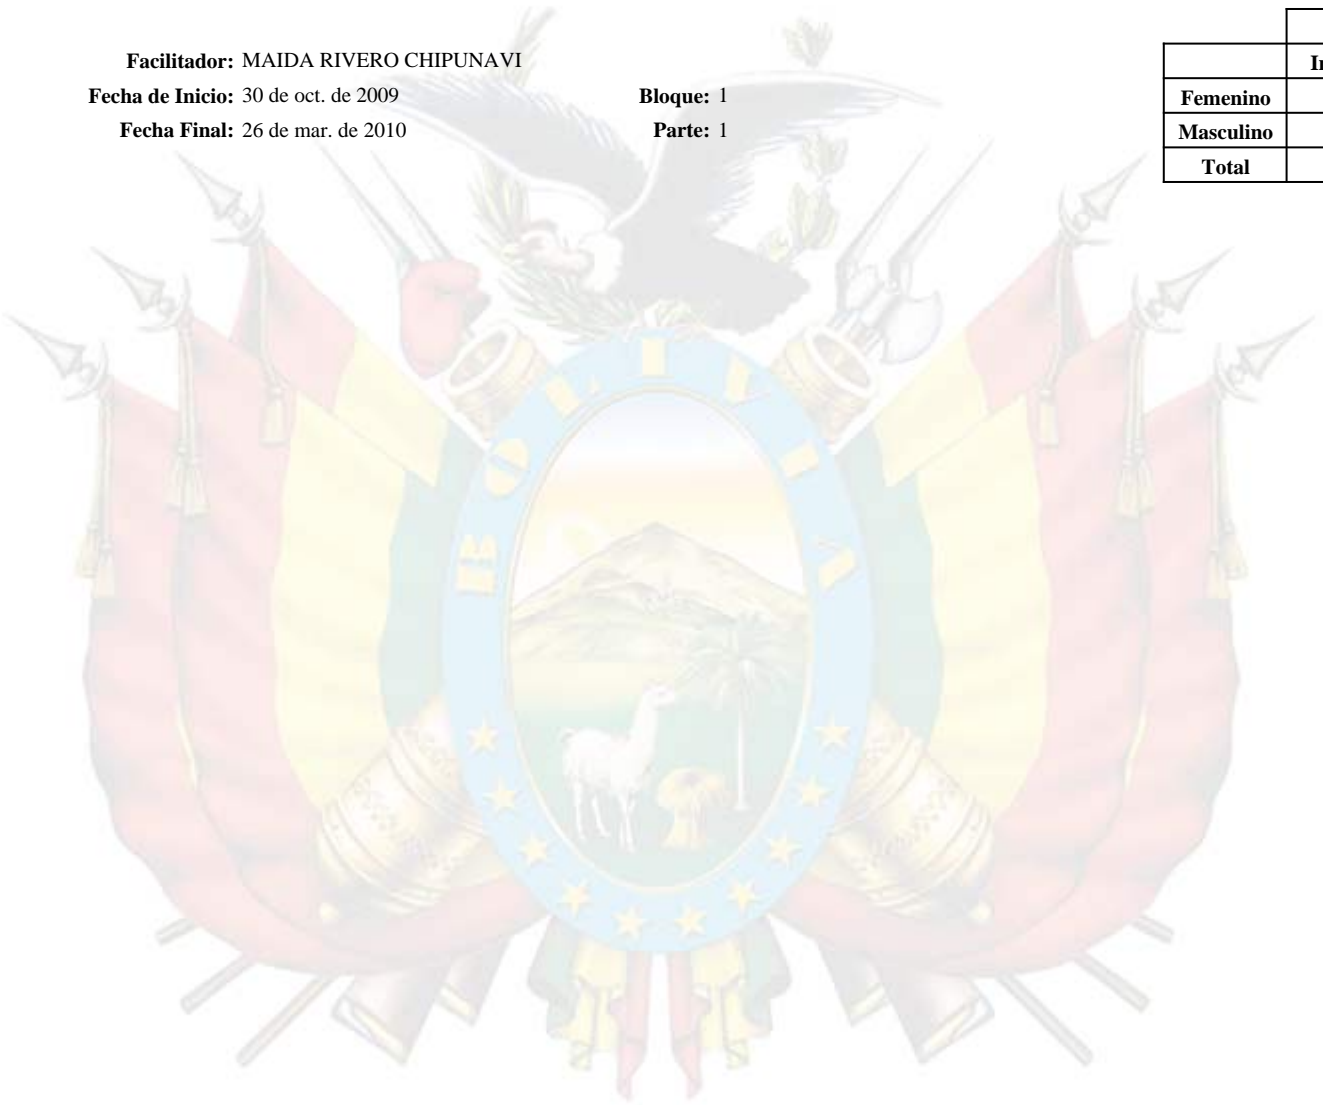 Facilitador: MAIDA RIVERO CHIPUNAVI
Fecha de Inicio: 30 de oct. de 2009 Bloque: 1
Fecha Final: 26 de mar. de 2010 Parte: 1
Femenino
Masculino
Total
BOLIVIA